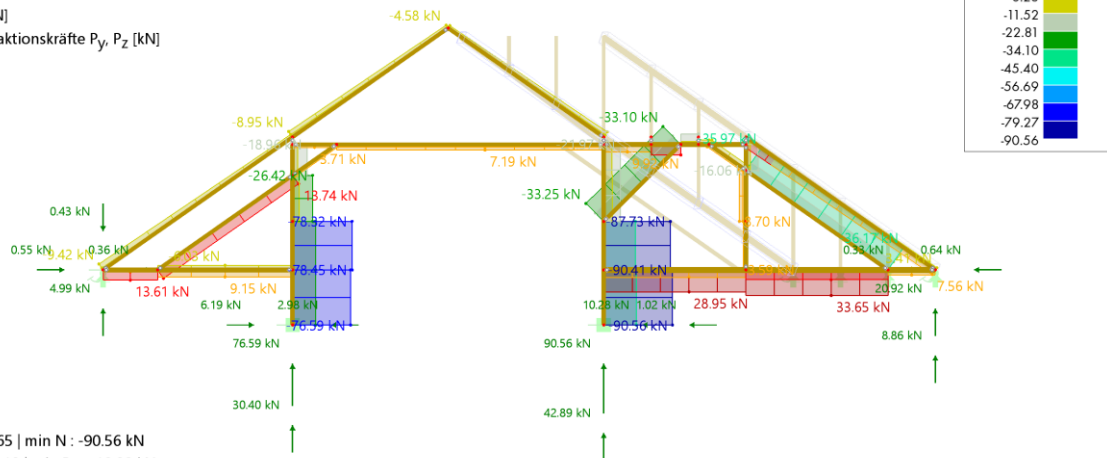 N]
aktionskräfte Py, Pz [kN]
-11.52
-22.81
-34.10
-45.40
-56.69
-67.98
-79.27
-90.56
-4.58 kN
-8.95 kN
-33.10 kN
-35.97 kN
3.71 kN
7.19 kN
-16.06 kN
-26.42 kN
13.74 kN
-33.25 kN
0.43 kN
-78.32 kN
-87.73 kN
3.70 kN
0.55 kN
9.42 kN
0.36 kN
36.17 kN
0.33 kN
0.64 kN
-78.45 kN
-90.41 kN
4.99 kN
13.61 kN
9.15 kN
20.92 kN
7.56 kN
6.19 kN
2.98 kN
10.28 kN
1.02 kN
28.95 kN
33.65 kN
-76.59 kN
-90.56 kN
76.59 kN
90.56 kN
8.86 kN
30.40 kN
42.89 kN
65 | min N : -90.56 kN